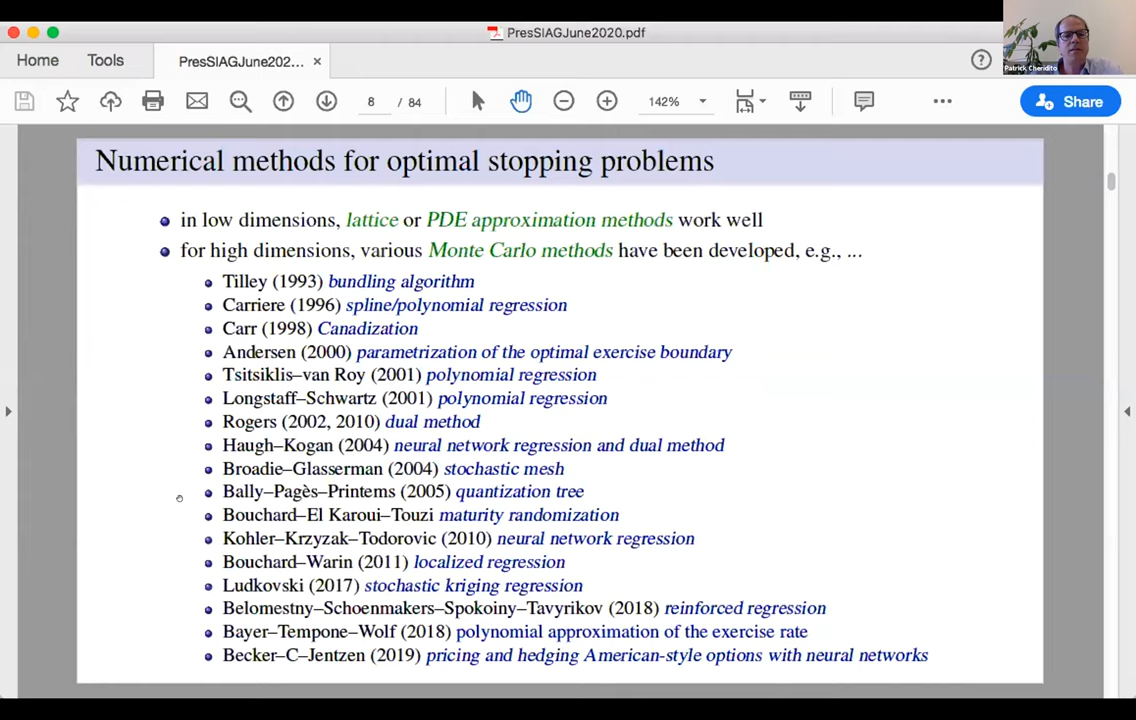 PresSIAGJune2020.pdf
Patrick Cheridito
Home
Tools
PresSIAGJune202... ×
8 / 84
142%
Share
Numerical methods for optimal stopping problems
in low dimensions, lattice or PDE approximation methods work well
for high dimensions, various Monte Carlo methods have been developed, e.g., ...
Tilley (1993) bundling algorithm
Carriere (1996) spline/polynomial regression
Carr (1998) Canadization
Andersen (2000) parametrization of the optimal exercise boundary
Tsitsiklis–van Roy (2001) polynomial regression
Longstaff–Schwartz (2001) polynomial regression
Rogers (2002, 2010) dual method
Haugh–Kogan (2004) neural network regression and dual method
Broadie–Glasserman (2004) stochastic mesh
Bally–Pagès–Printems (2005) quantization tree
Bouchard–El Karoui–Touzi maturity randomization
Kohler–Krzyzak–Todorovic (2010) neural network regression
Bouchard–Warin (2011) localized regression
Ludkovski (2017) stochastic kriging regression
Belomestny–Schoenmakers–Spokoiny–Tavyrikov (2018) reinforced regression
Bayer–Tempone–Wolf (2018) polynomial approximation of the exercise rate
Becker–C–Jentzen (2019) pricing and hedging American-style options with neural networks